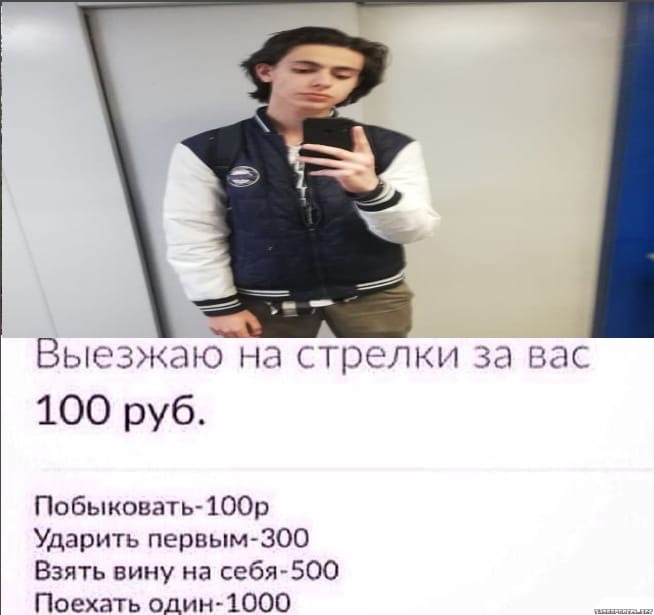 Выезжаю на стрелки за вас
100 руб.
Побыковать-100р
Ударить первым-300
Взять вину на себя-500
Поехать один-1000